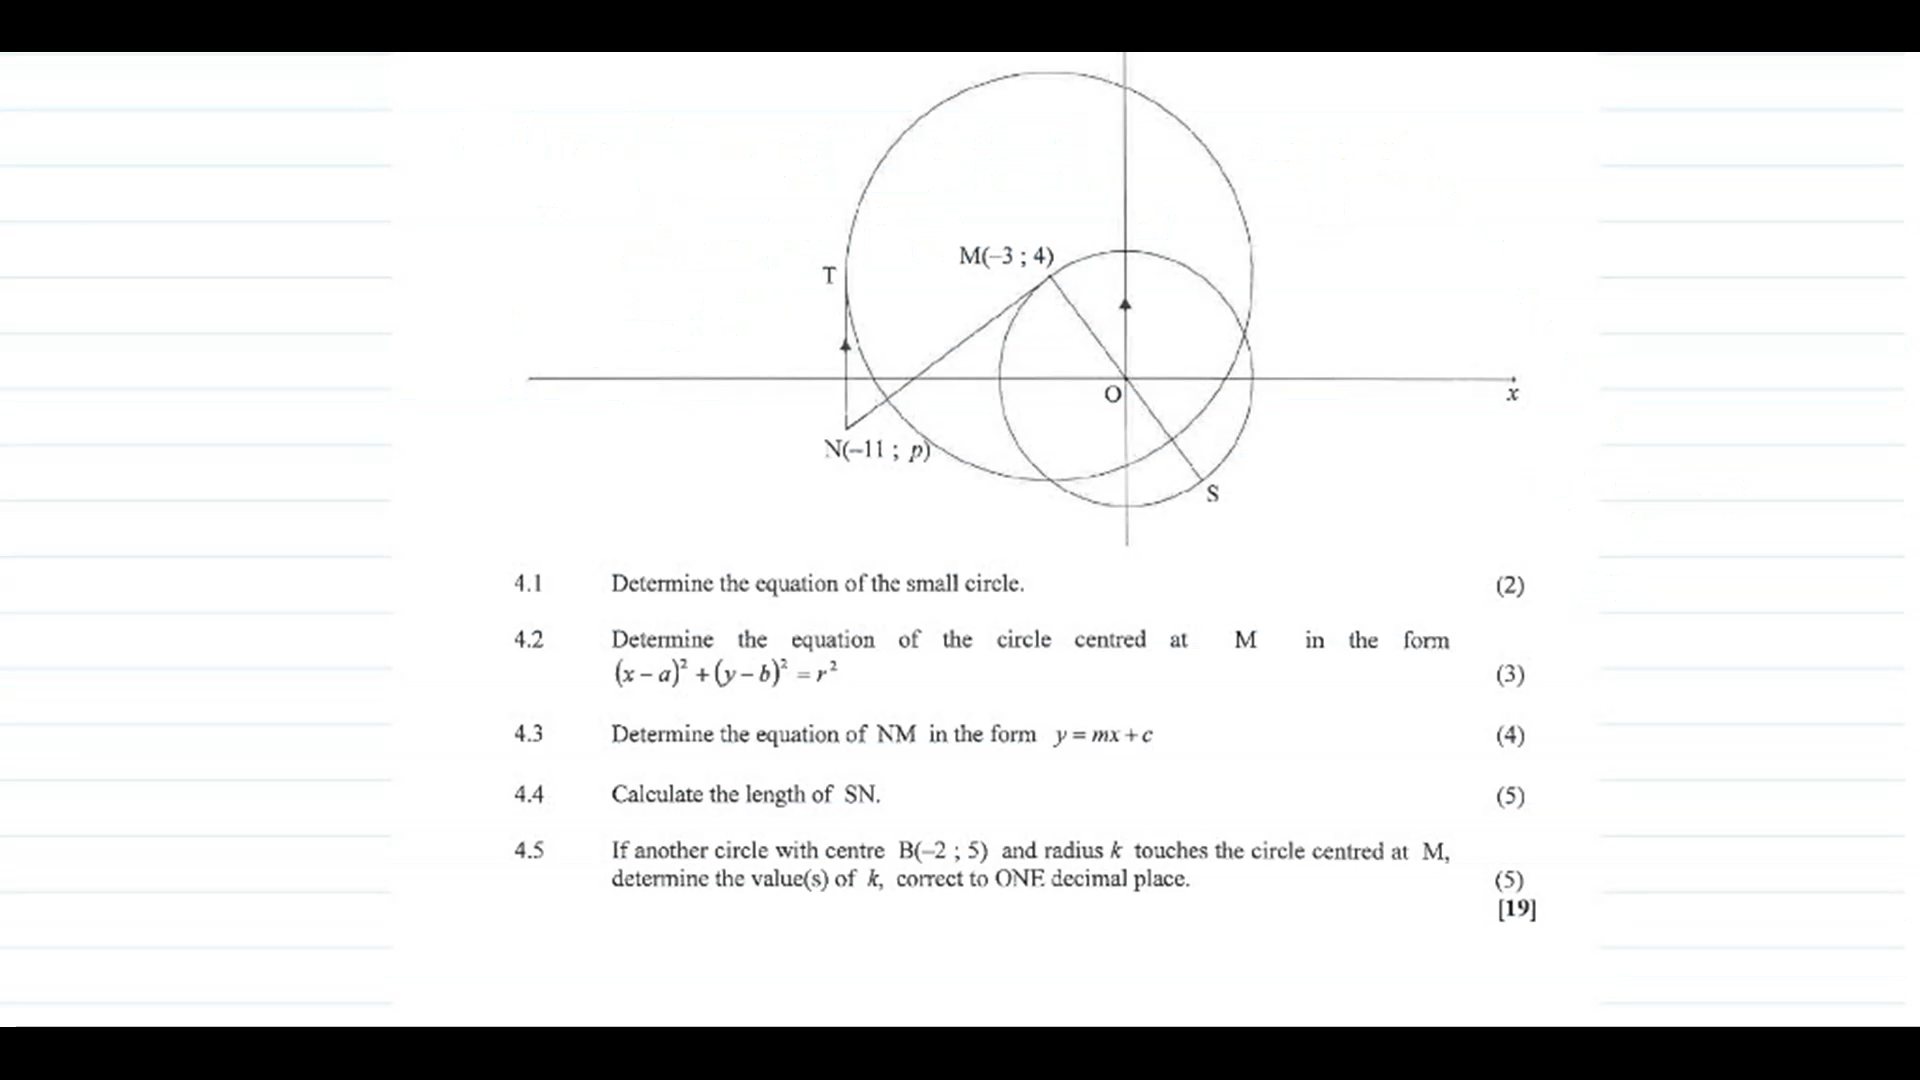 M(–3 ; 4)
T
O
x
N(–11 ; p)
S
4.1 Determine the equation of the small circle. (2)
4.2 Determine the equation of the circle centred at M in the form
(x – a)² + (y – b)² = r² (3)
4.3 Determine the equation of NM in the form y = mx + c (4)
4.4 Calculate the length of SN. (5)
4.5 If another circle with centre B(–2 ; 5) and radius k touches the circle centred at M,
determine the value(s) of k, correct to ONE decimal place. (5)
[19]